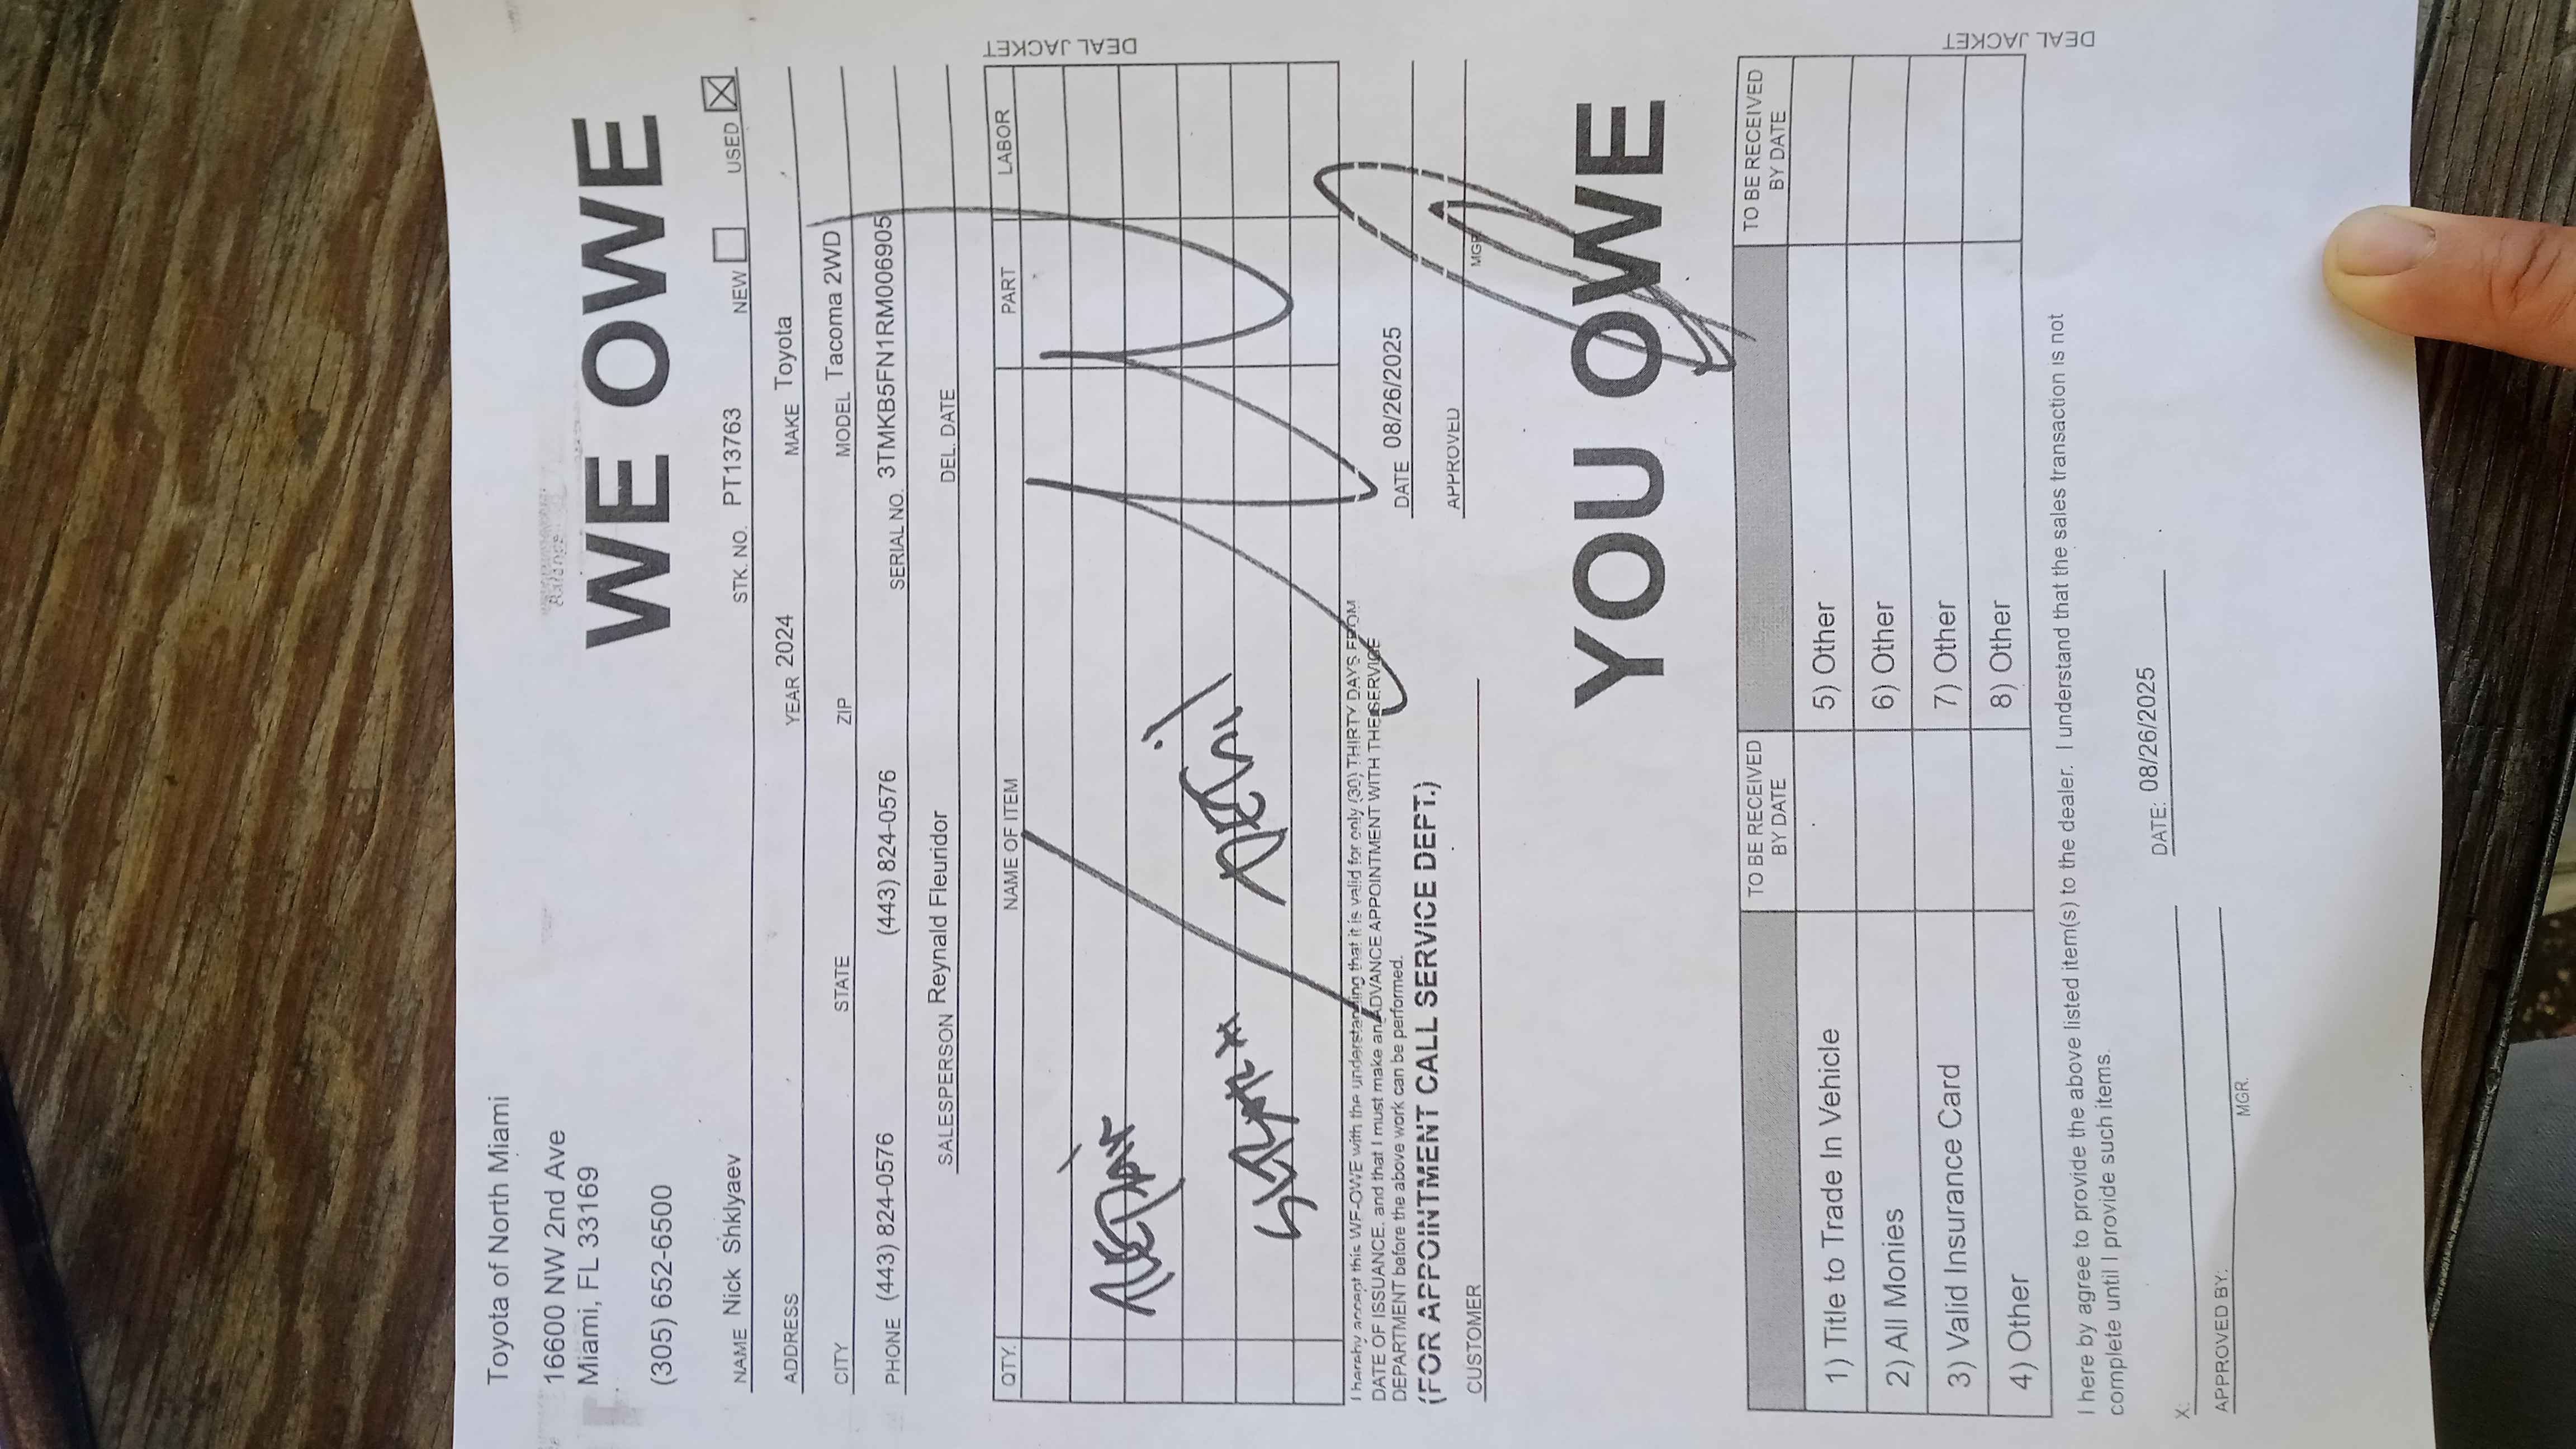 Toyota of North Miami
16600 NW 2nd Ave
Miami, FL 33169
(305) 652-6500
WE OWE
NAME Nick Shklyaev STK. NO. PT13763 NEW USED
ADDRESS YEAR 2024 MAKE Toyota
CITY STATE ZIP MODEL Tacoma 2WD
PHONE (443) 824-0576 (443) 824-0576 SERIAL NO. 3TMKB5FN1RM006905
SALESPERSON Reynald Fleuridor DEL. DATE
DEAL JACKET
QTY. NAME OF ITEM PART LABOR
I hereby accept this WE-OWE with the understanding that it is valid for only (30) THIRTY DAYS FROM
DATE OF ISSUANCE. and that I must make an ADVANCE APPOINTMENT WITH THE SERVICE
DEPARTMENT before the above work can be performed.
(FOR APPOINTMENT CALL SERVICE DEPT.)
DATE 08/26/2025
CUSTOMER APPROVED
MGR
YOU OWE
TO BE RECEIVED BY DATE TO BE RECEIVED BY DATE
1) Title to Trade In Vehicle 5) Other
2) All Monies 6) Other
3) Valid Insurance Card 7) Other
4) Other 8) Other
DEAL JACKET
I here by agree to provide the above listed item(s) to the dealer. I understand that the sales transaction is not
complete until I provide such items.
X: DATE: 08/26/2025
APPROVED BY:
MGR.